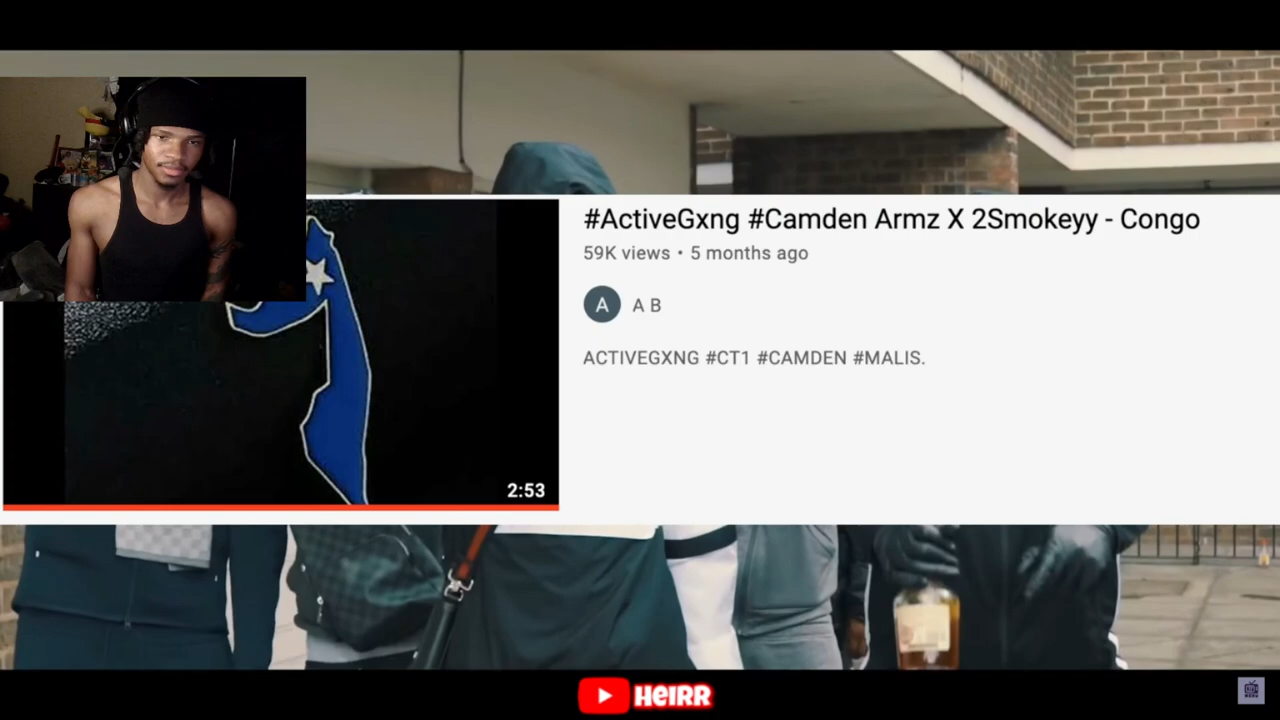 #ActiveGxng #Camden Armz X 2Smokeyy - Congo
59K views • 5 months ago
A
A B
ACTIVEGXNG #CT1 #CAMDEN #MALIS.
2:53
HEIRR